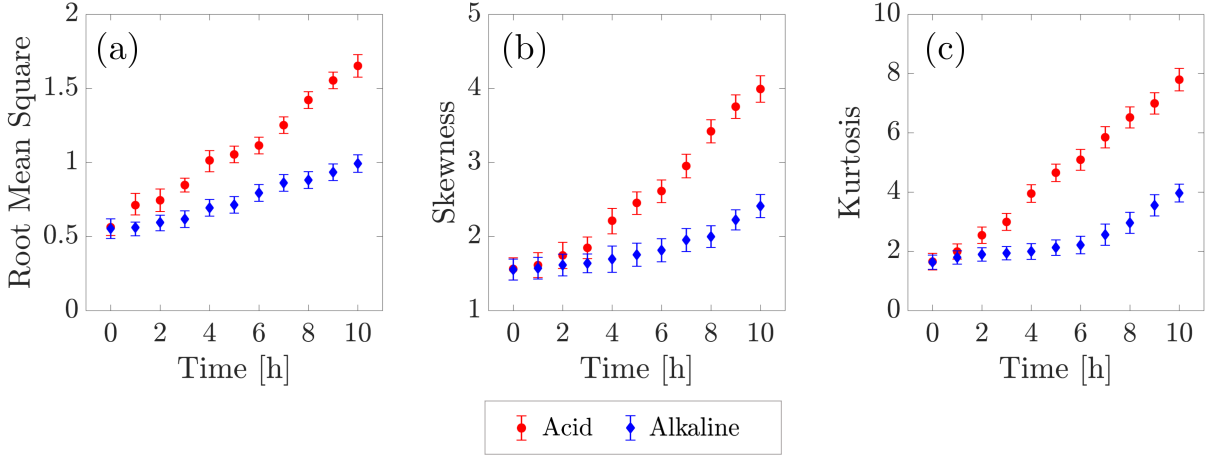 (a)
Root Mean Square
2
1.5
1
0.5
0
0 2 4 6 8 10
Time [h]
(b)
Skewness
5
4
3
2
1
0 2 4 6 8 10
Time [h]
(c)
Kurtosis
10
8
6
4
2
0
0 2 4 6 8 10
Time [h]
Acid Alkaline